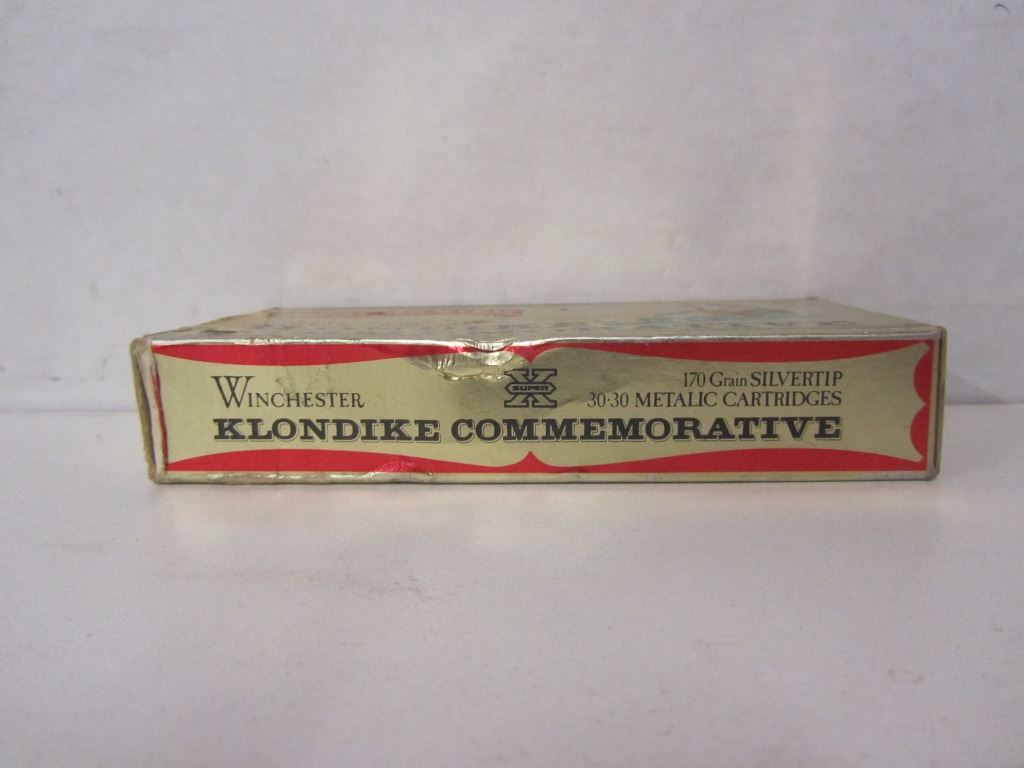 WINCHESTER
X SUPER
170 Grain SILVERTIP
30-30 METALIC CARTRIDGES
KLONDIKE COMMEMORATIVE